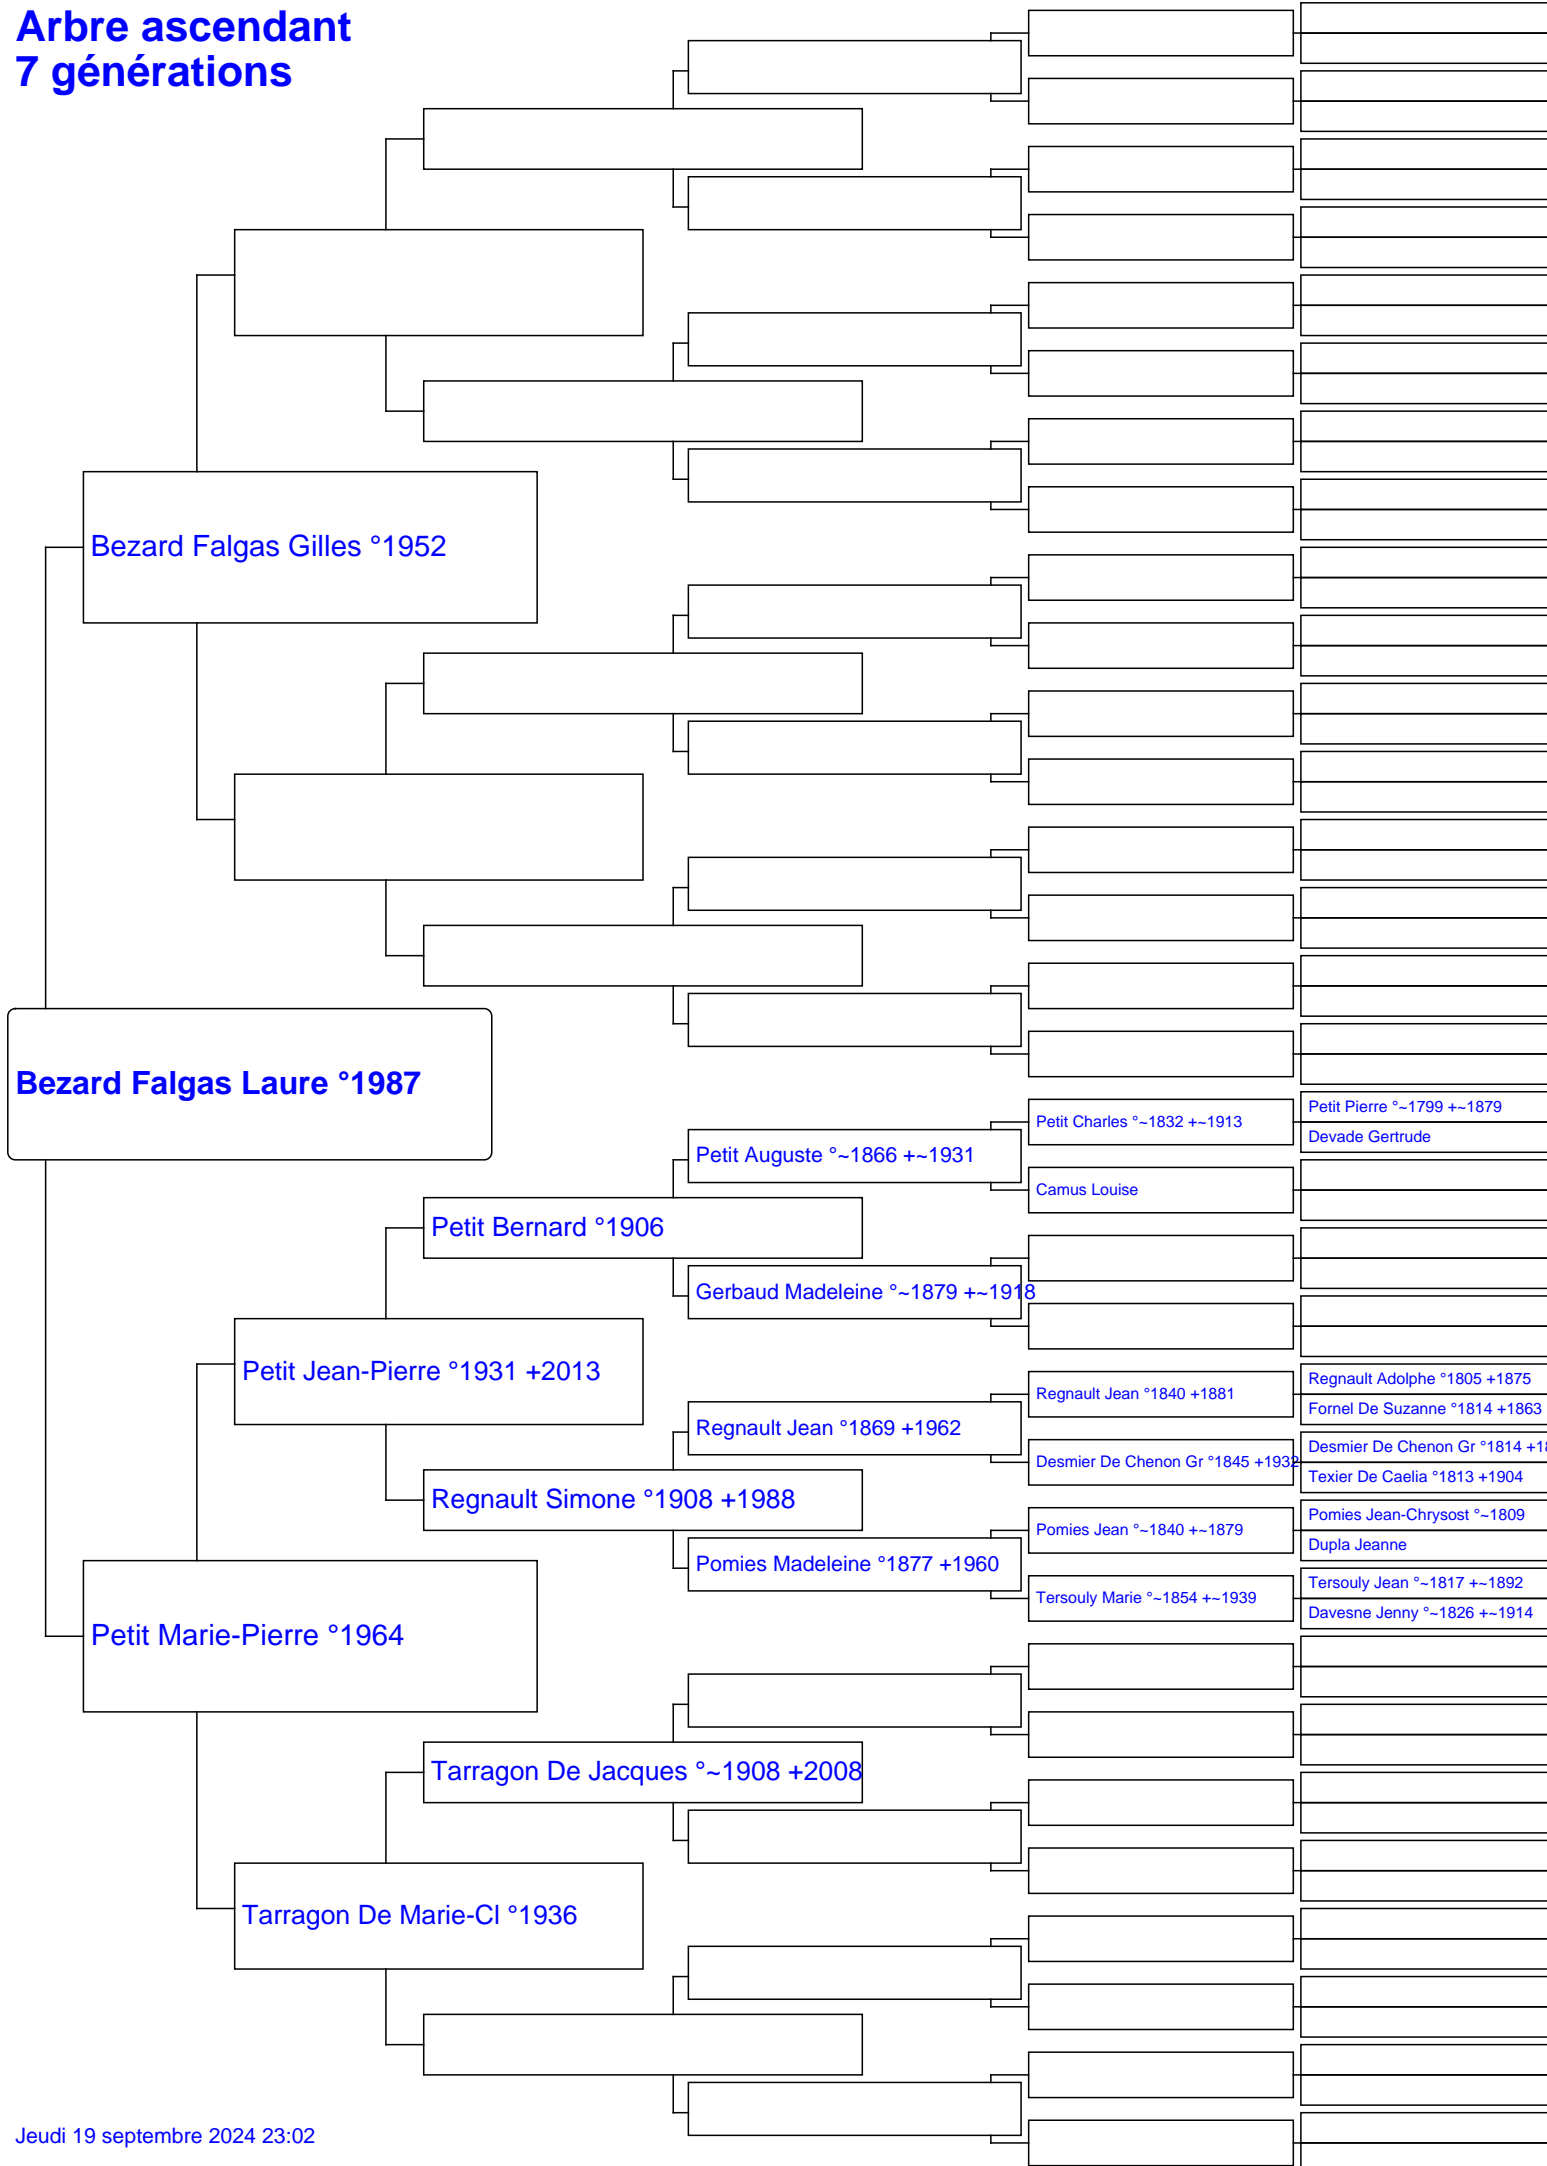 Arbre ascendant
7 générations
Bezard Falgas Gilles °1952
Bezard Falgas Laure °1987
Petit Pierre °~1799 +~1879
Petit Charles °~1832 +~1913
Devade Gertrude
Petit Auguste °~1866 +~1931
Camus Louise
Petit Bernard °1906
Gerbaud Madeleine °~1879 +~1918
Petit Jean-Pierre °1931 +2013
Regnault Adolphe °1805 +1875
Regnault Jean °1840 +1881
Fornel De Suzanne °1814 +1863
Regnault Jean °1869 +1962
Desmier De Chenon Gr °1814 +18
Desmier De Chenon Gr °1845 +1932
Texier De Caelia °1813 +1904
Regnault Simone °1908 +1988
Pomies Jean-Chrysost °~1809
Pomies Jean °~1840 +~1879
Dupla Jeanne
Pomies Madeleine °1877 +1960
Tersouly Jean °~1817 +~1892
Tersouly Marie °~1854 +~1939
Davesne Jenny °~1826 +~1914
Petit Marie-Pierre °1964
Tarragon De Jacques °~1908 +2008
Tarragon De Marie-Cl °1936
Jeudi 19 septembre 2024 23:02